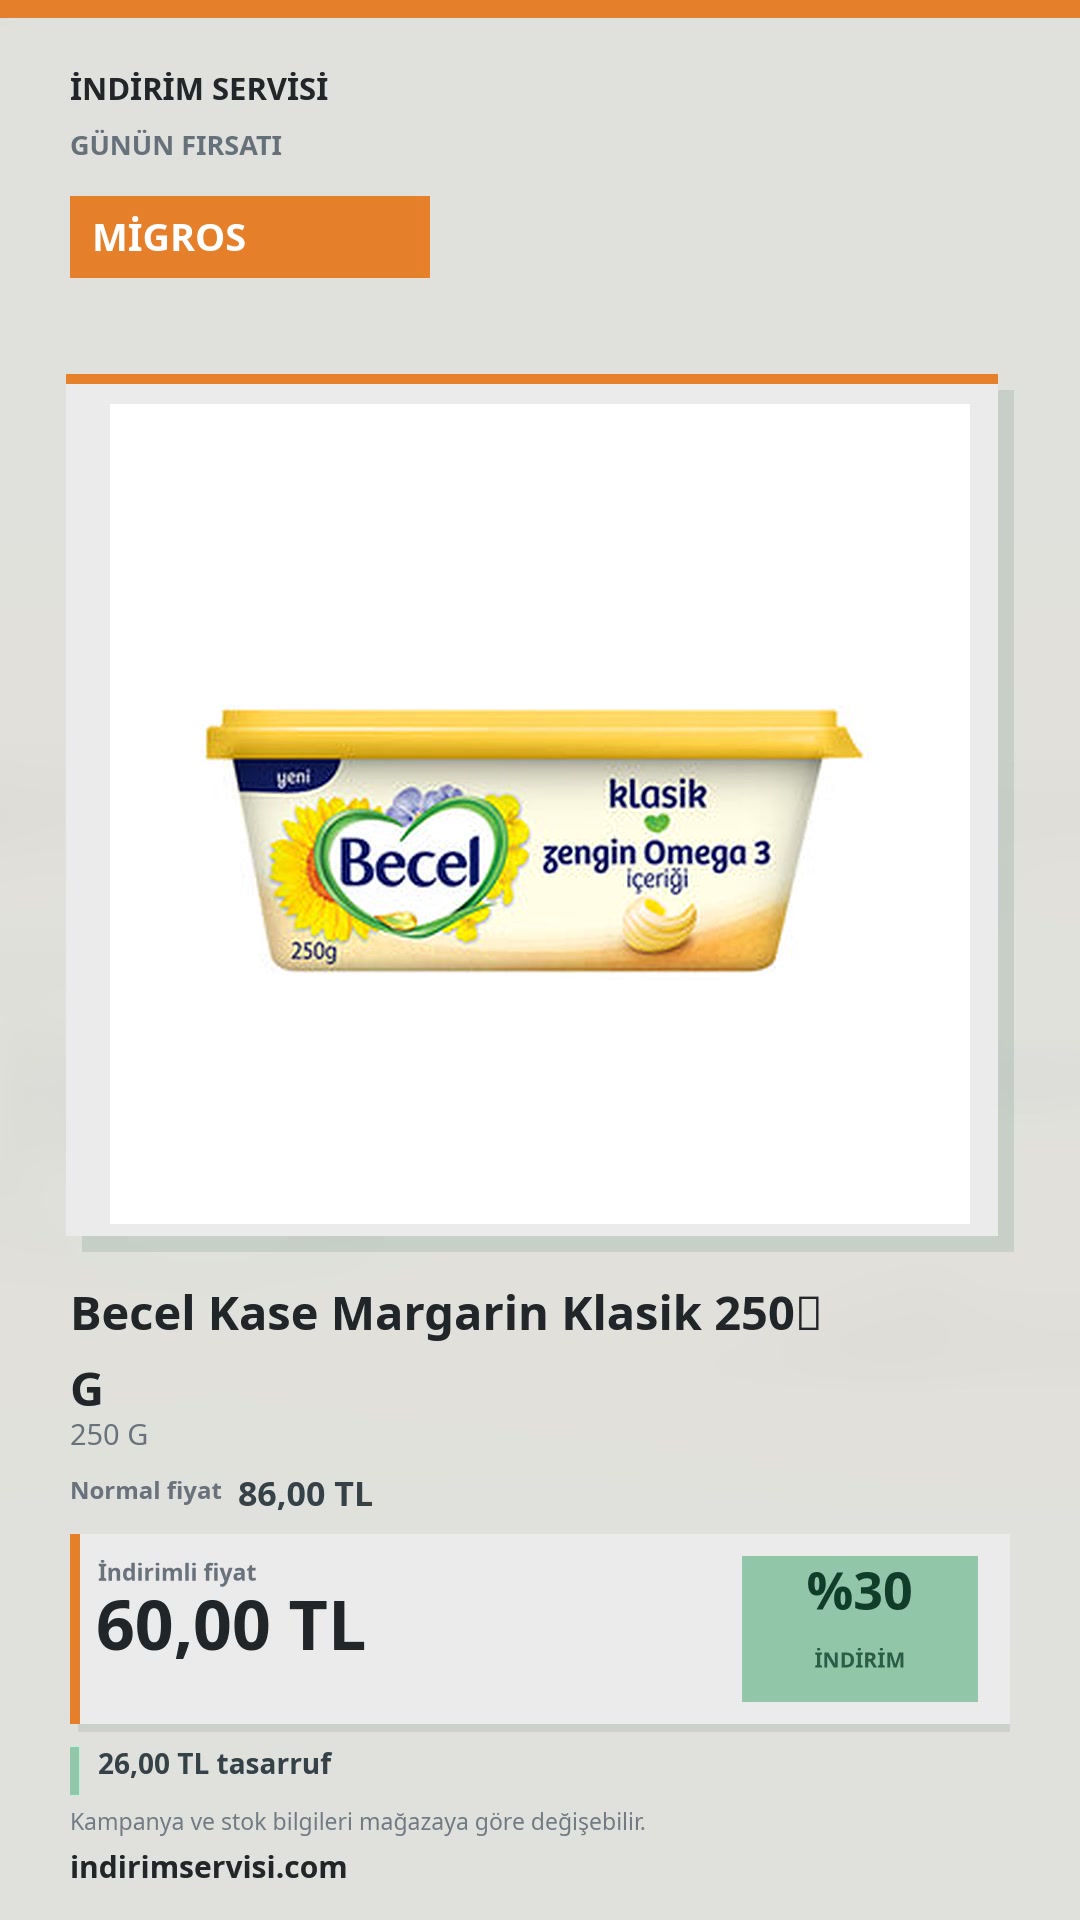 İNDİRİM SERVİSİ
GÜNÜN FIRSATI
MİGROS
yeni
Becel
250g
klasik
zengin Omega 3
içeriği
Becel Kase Margarin Klasik 250▯
G
250 G
Normal fiyat 86,00 TL
İndirimli fiyat
60,00 TL
%30
İNDİRİM
26,00 TL tasarruf
Kampanya ve stok bilgileri mağazaya göre değişebilir.
indirimservisi.com